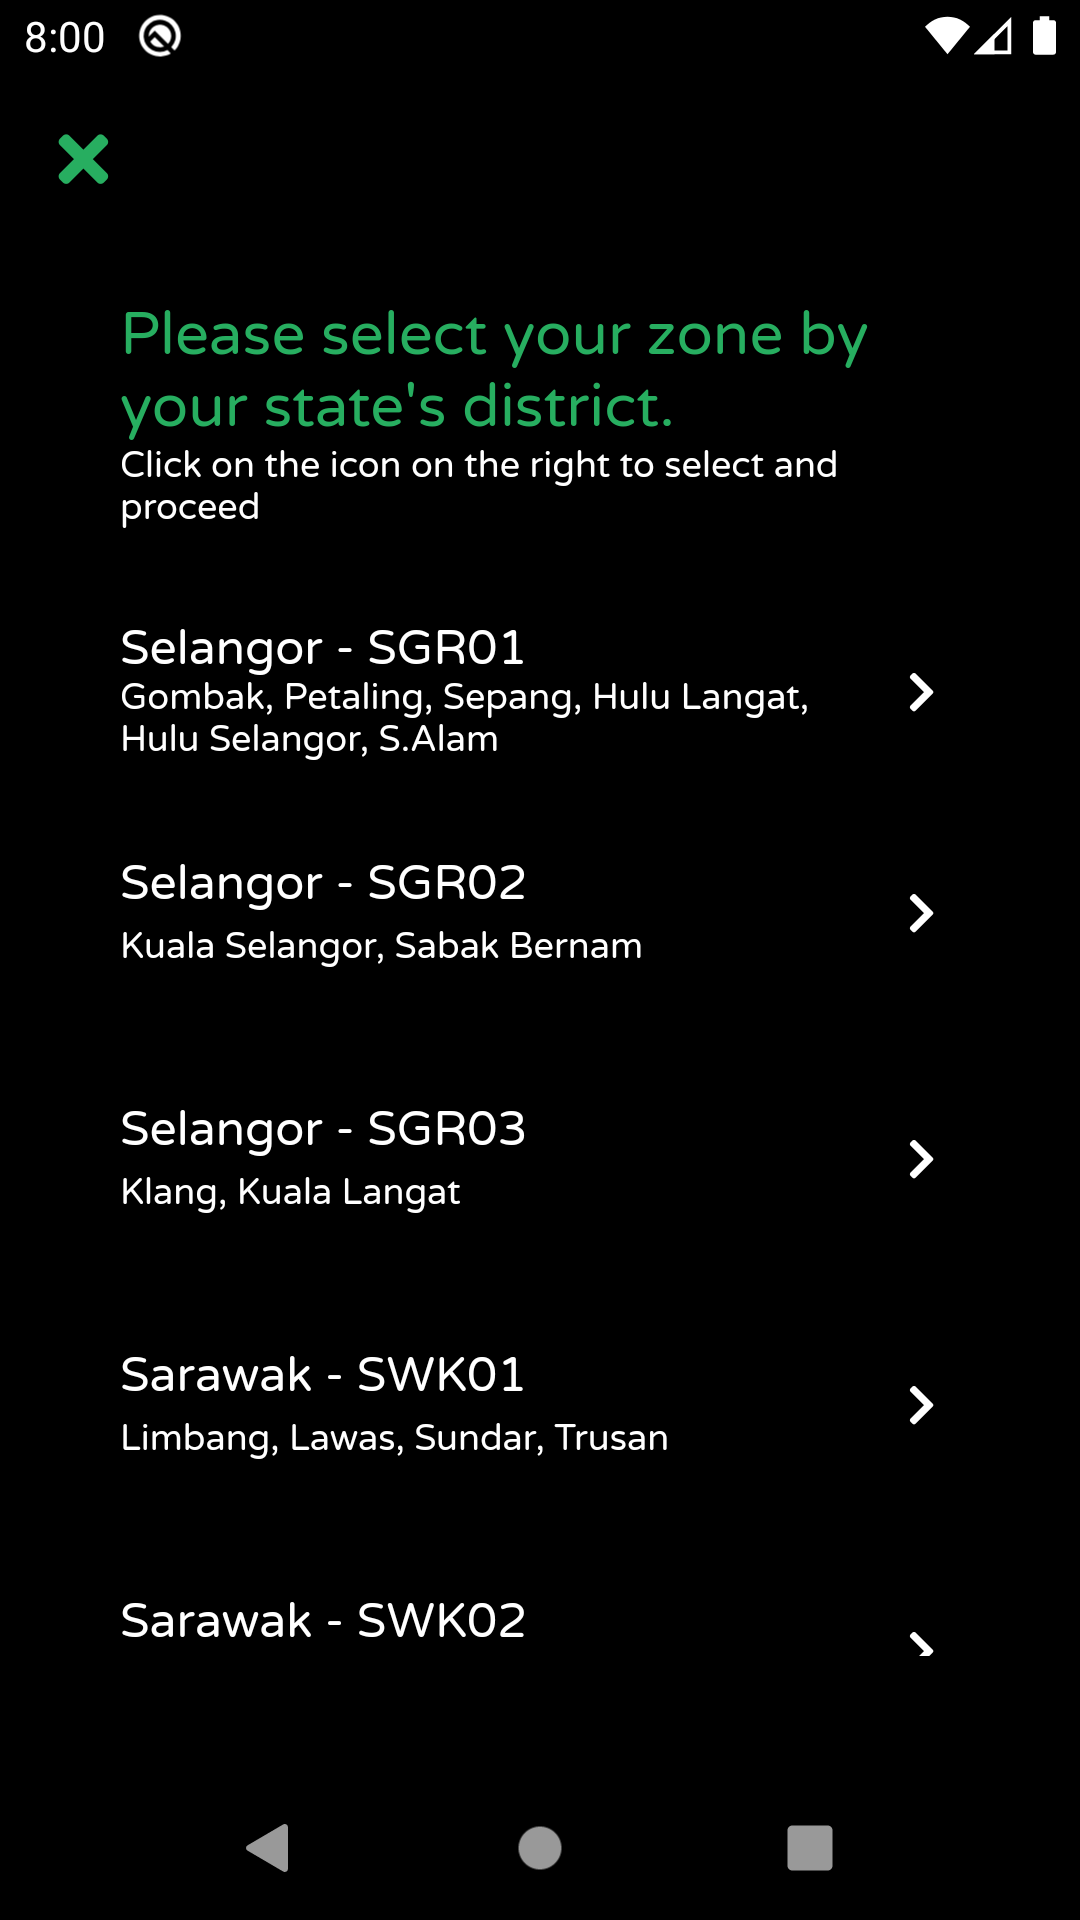 8:00
Please select your zone by
your state's district.
Click on the icon on the right to select and
proceed
Selangor - SGR01
Gombak, Petaling, Sepang, Hulu Langat,
Hulu Selangor, S.Alam
Selangor - SGR02
Kuala Selangor, Sabak Bernam
Selangor - SGR03
Klang, Kuala Langat
Sarawak - SWK01
Limbang, Lawas, Sundar, Trusan
Sarawak - SWK02